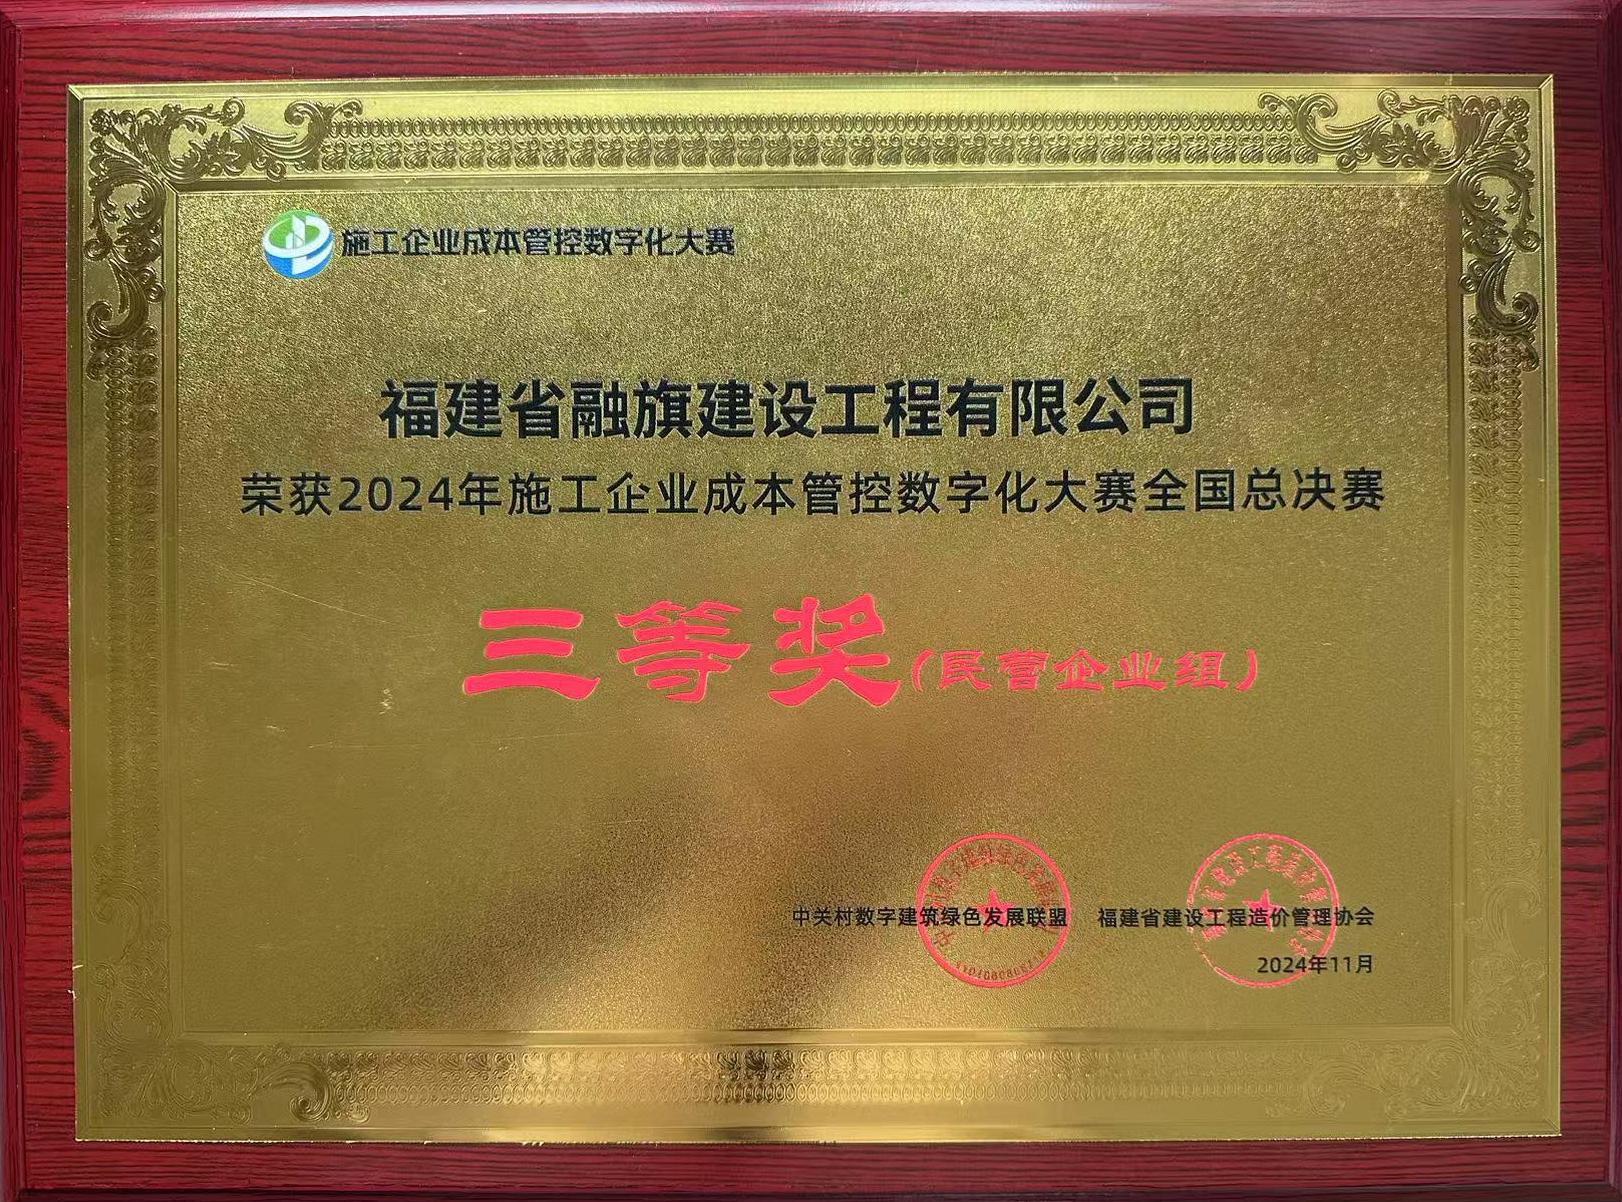 施工企业成本管控数字化大赛
福建省融旗建设工程有限公司
荣获2024年施工企业成本管控数字化大赛全国总决赛
三等奖(民营企业组)
中关村数字建筑绿色发展联盟 福建省建设工程造价管理协会
2024年11月